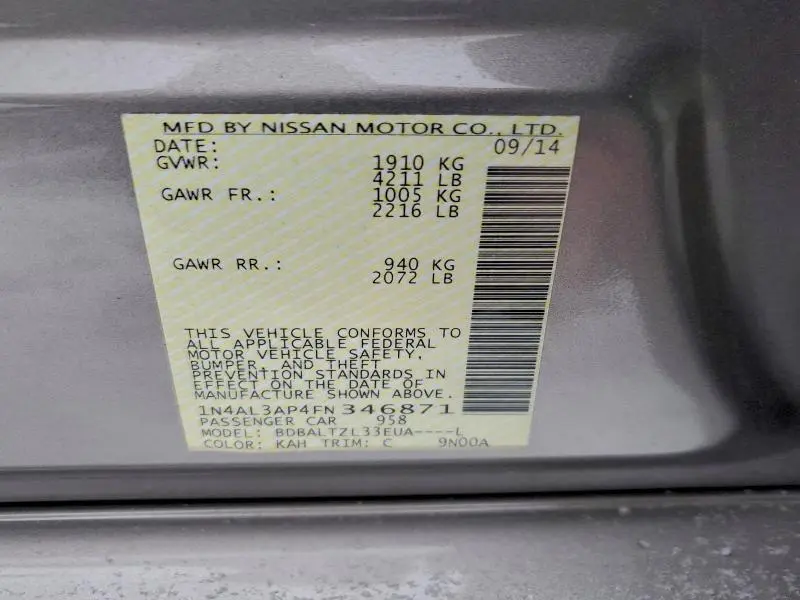 MFD BY NISSAN MOTOR CO., LTD.
DATE: 09/14
GVWR: 1910 KG
4211 LB
GAWR FR.: 1005 KG
2216 LB
GAWR RR.: 940 KG
2072 LB
THIS VEHICLE CONFORMS TO
ALL APPLICABLE FEDERAL
MOTOR VEHICLE SAFETY,
BUMPER, AND THEFT
PREVENTION STANDARDS IN
EFFECT ON THE DATE OF
MANUFACTURE SHOWN ABOVE.
1N4AL3AP4FN346871
PASSENGER CAR 958
MODEL: BDBALTZL33EUA----L
COLOR: KAH TRIM: C 9N00A